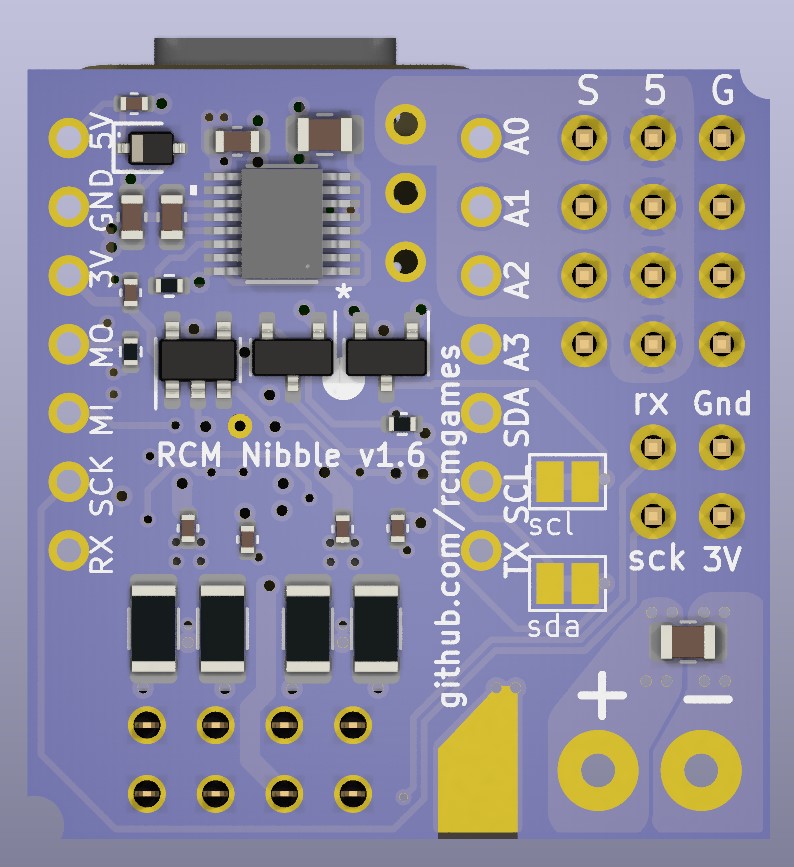 S 5 G
5V
GND
3V
MO
MI
SCK
RX
A0
A1
A2
A3
SDA
SCL
TX
*
rx Gnd
sck 3V
RCM Nibble v1.6
github.com/rcmgames
scl
sda
+ -